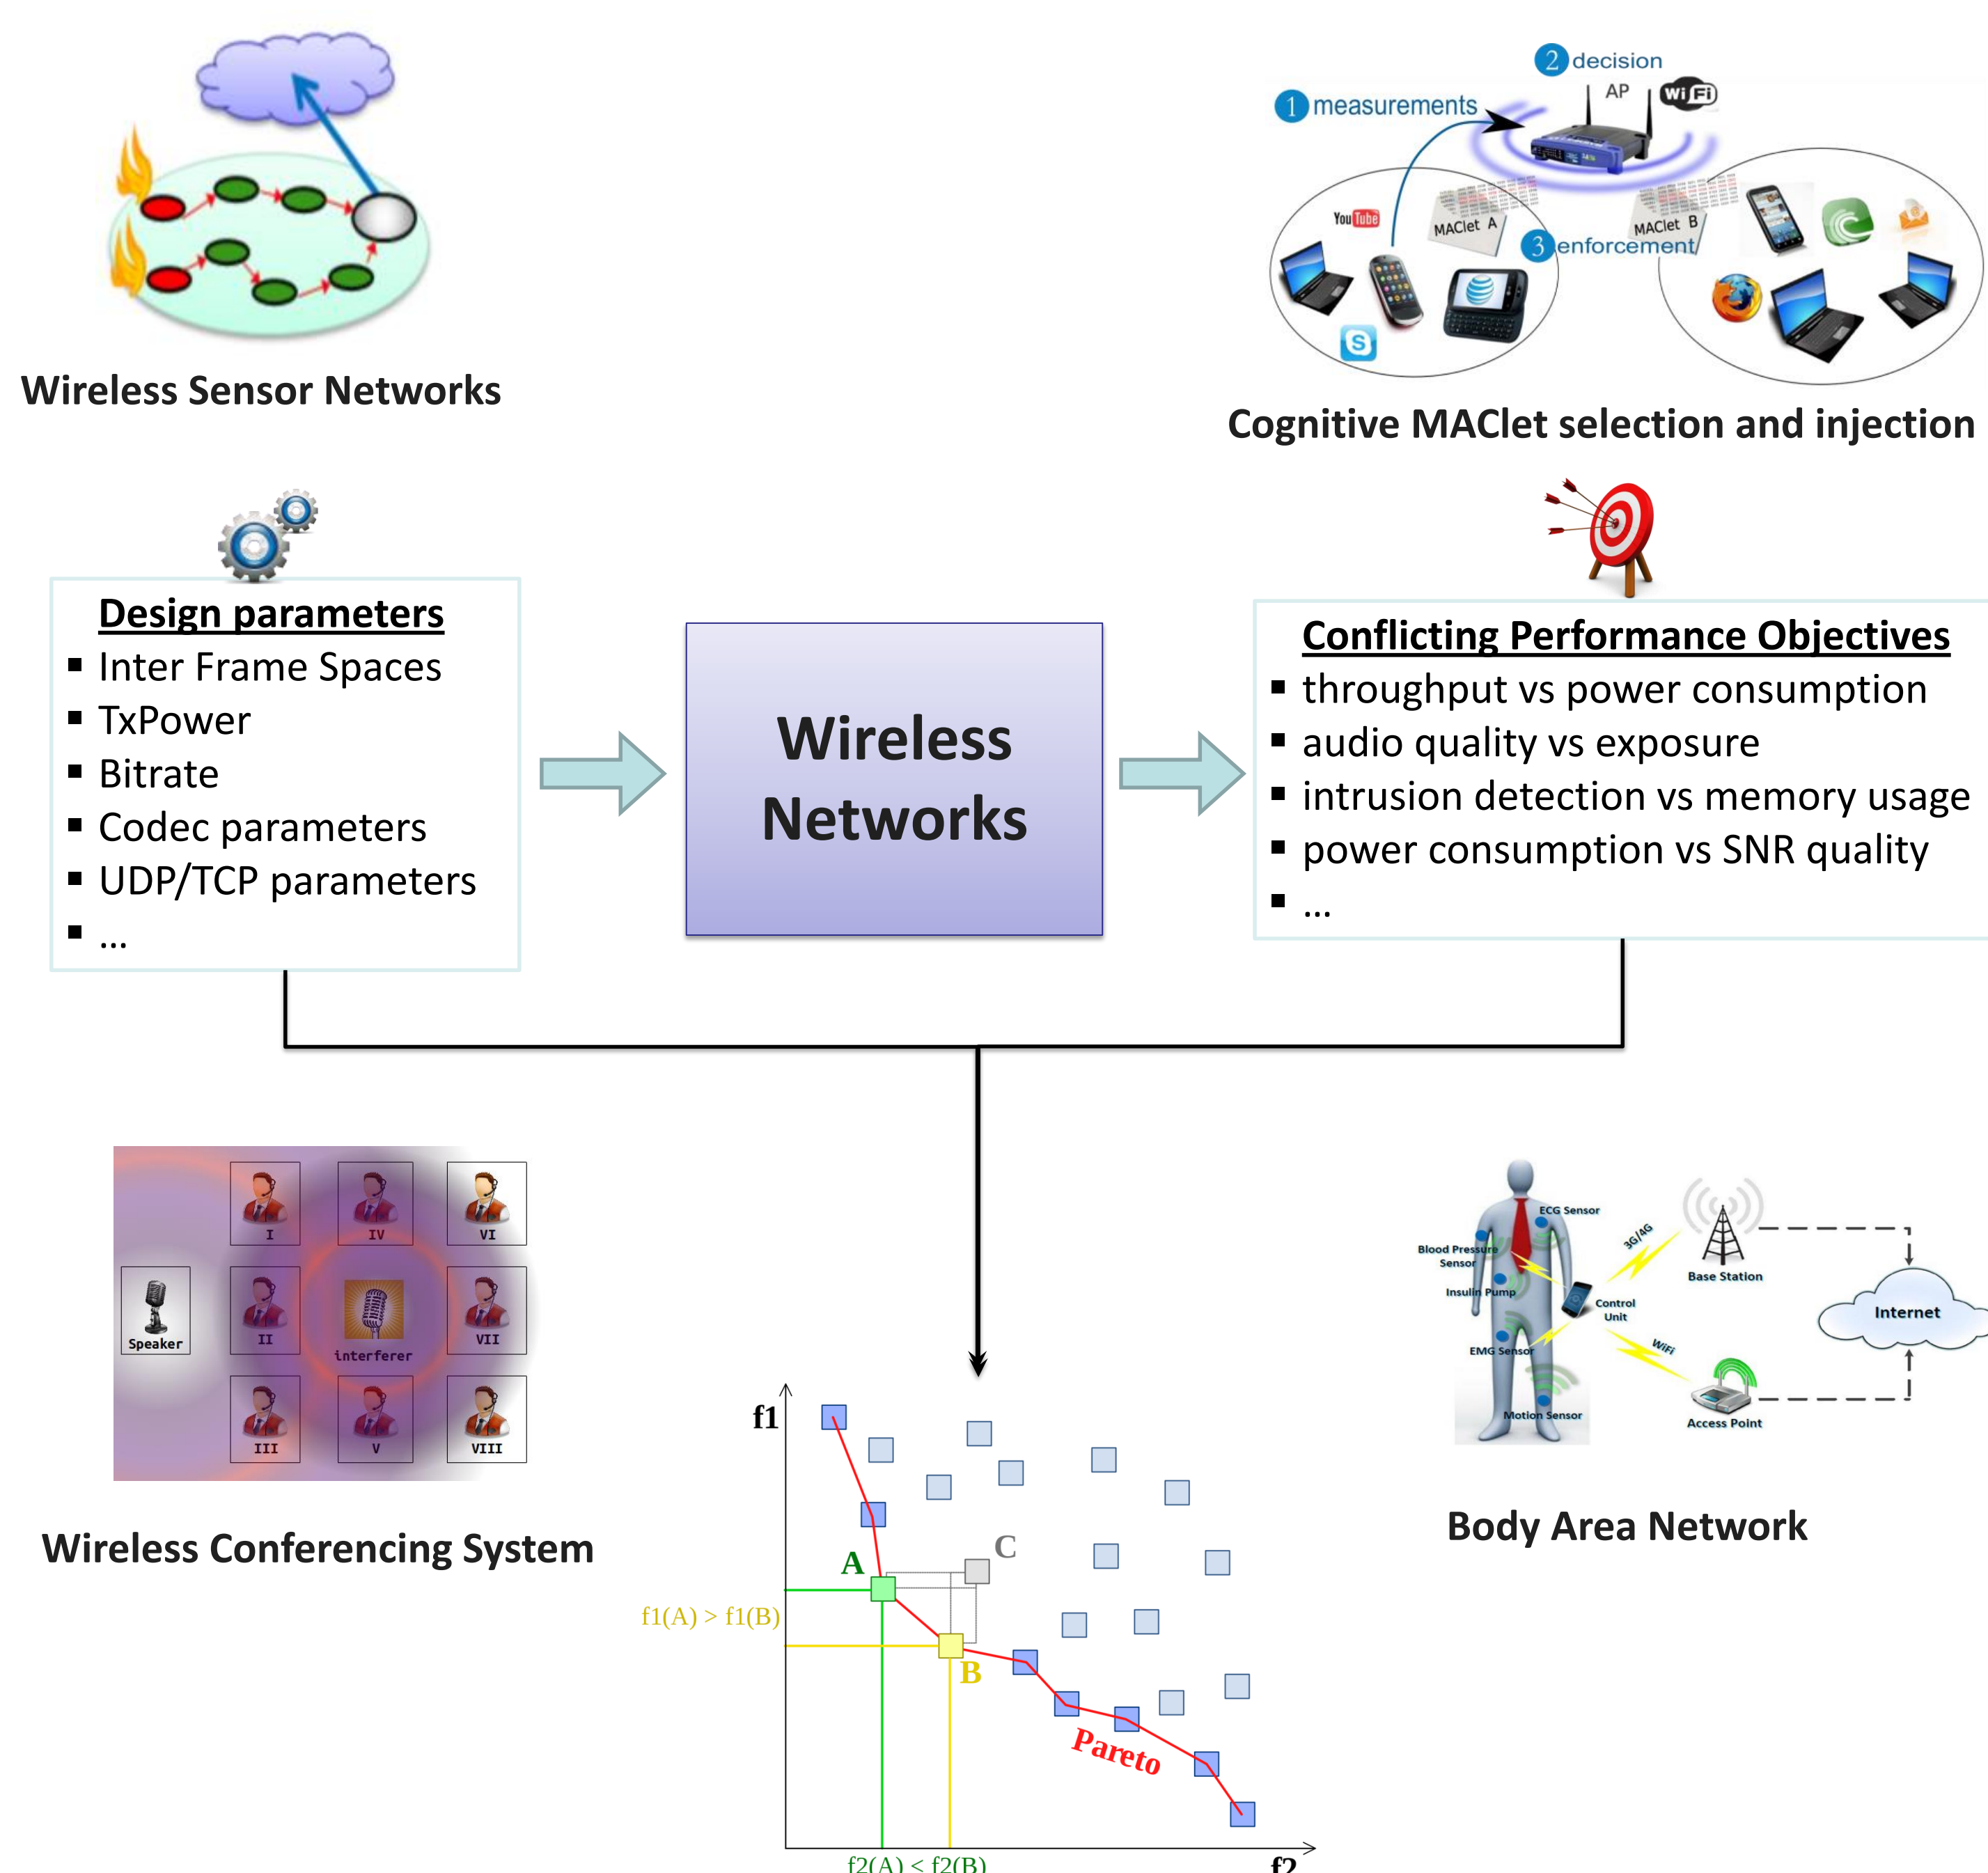 2 decision
AP
Wi Fi
1 measurements
You Tube
MAClet A
MAClet B
3 enforcement
S
Wireless Sensor Networks
Cognitive MAClet selection and injection
Design parameters
▪ Inter Frame Spaces
▪ TxPower
▪ Bitrate
▪ Codec parameters
▪ UDP/TCP parameters
▪ ...
Wireless
Networks
Conflicting Performance Objectives
▪ throughput vs power consumption
▪ audio quality vs exposure
▪ intrusion detection vs memory usage
▪ power consumption vs SNR quality
▪ ...
I
IV
VI
Speaker
II
interferer
VII
III
V
VIII
Wireless Conferencing System
ECG Sensor
Blood Pressure
Sensor
Insulin Pump
EMG Sensor
Motion Sensor
Control
Unit
3G/4G
WiFi
Base Station
Access Point
Internet
Body Area Network
f1
A
C
f1(A) > f1(B)
B
Pareto
f2(A) < f2(B)
f2